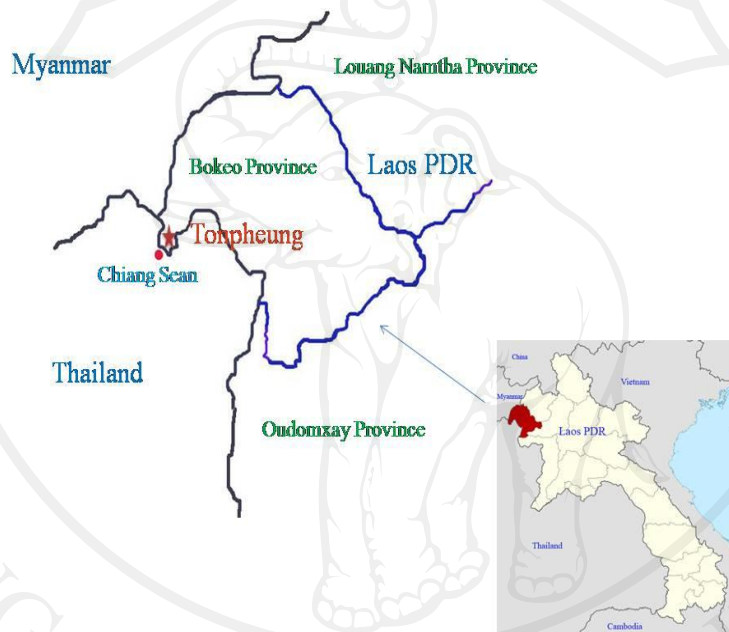 Myanmar
Louang Namtha Province
Bokeo Province
Laos PDR
Tonpheung
Chiang Sean
Thailand
Oudomxay Province
China
Myanmar
Vietnam
Laos PDR
Thailand
Cambodia